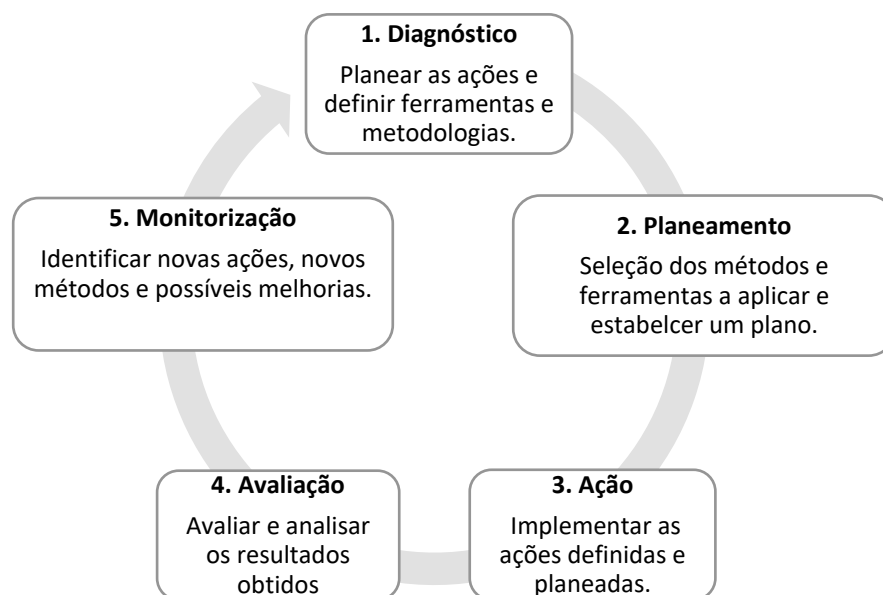 1. Diagnóstico
Planear as ações e
definir ferramentas e
metodologias.
2. Planeamento
Seleção dos métodos e
ferramentas a aplicar e
estabelcer um plano.
3. Ação
Implementar as
ações definidas e
planeadas.
4. Avaliação
Avaliar e analisar
os resultados
obtidos
5. Monitorização
Identificar novas ações, novos
métodos e possíveis melhorias.